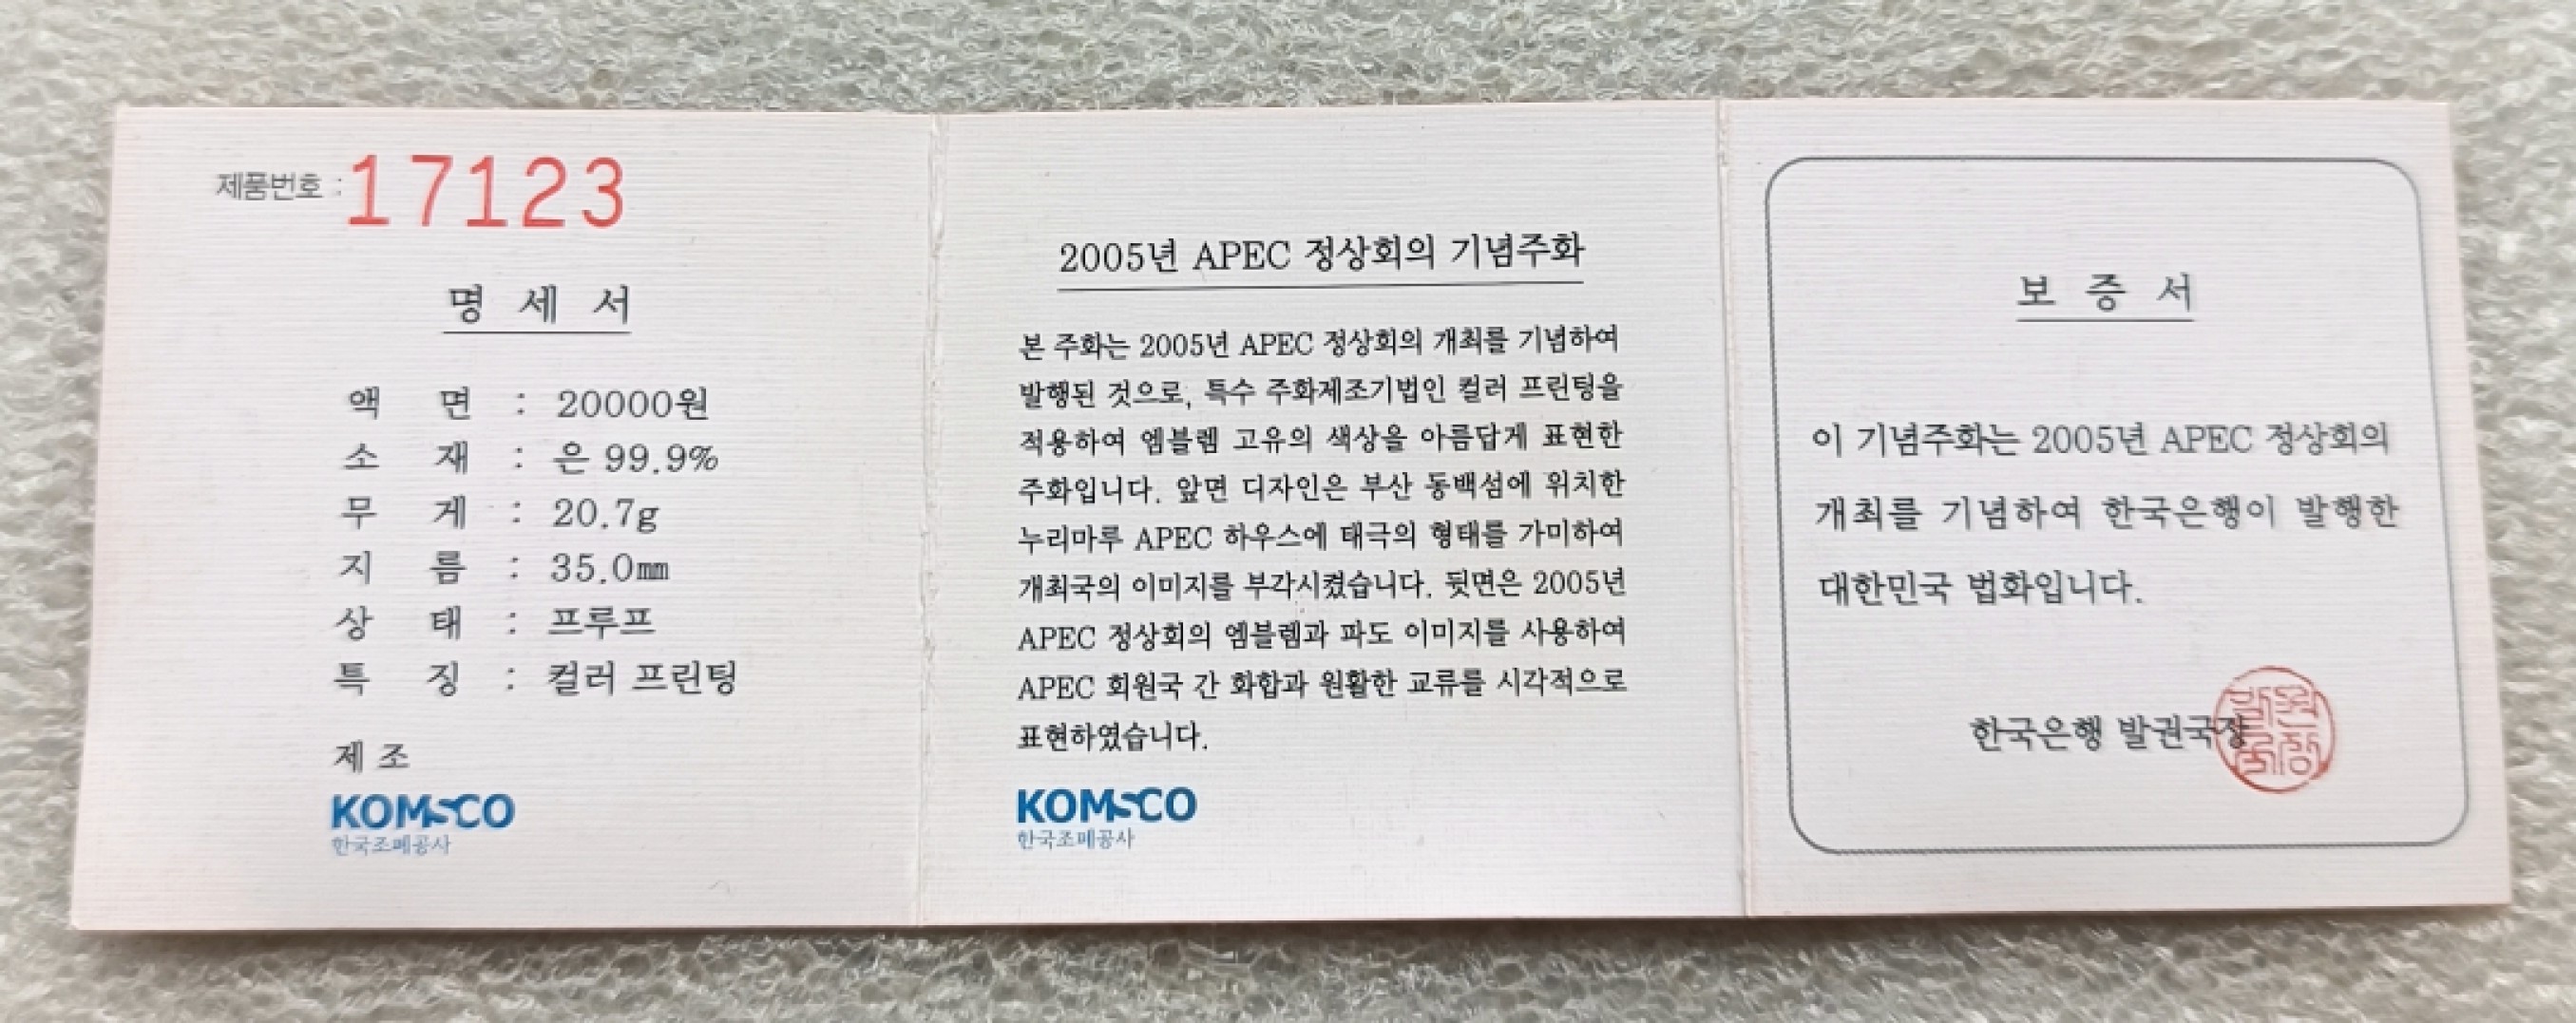 제품번호 : 17123
명 세 서
액 면 : 20000원
소 재 : 은 99.9%
무 게 : 20.7g
지 름 : 35.0㎜
상 태 : 프루프
특 징 : 컬러 프린팅
제 조
KOMSCO
한국조폐공사
2005년 APEC 정상회의 기념주화
본 주화는 2005년 APEC 정상회의 개최를 기념하여
발행된 것으로, 특수 주화제조기법인 컬러 프린팅을
적용하여 엠블렘 고유의 색상을 아름답게 표현한
주화입니다. 앞면 디자인은 부산 동백섬에 위치한
누리마루 APEC 하우스에 태극의 형태를 가미하여
개최국의 이미지를 부각시켰습니다. 뒷면은 2005년
APEC 정상회의 엠블렘과 파도 이미지를 사용하여
APEC 회원국 간 화합과 원활한 교류를 시각적으로
표현하였습니다.
KOMSCO
한국조폐공사
보 증 서
이 기념주화는 2005년 APEC 정상회의
개최를 기념하여 한국은행이 발행한
대한민국 법화입니다.
한국은행 발권국장